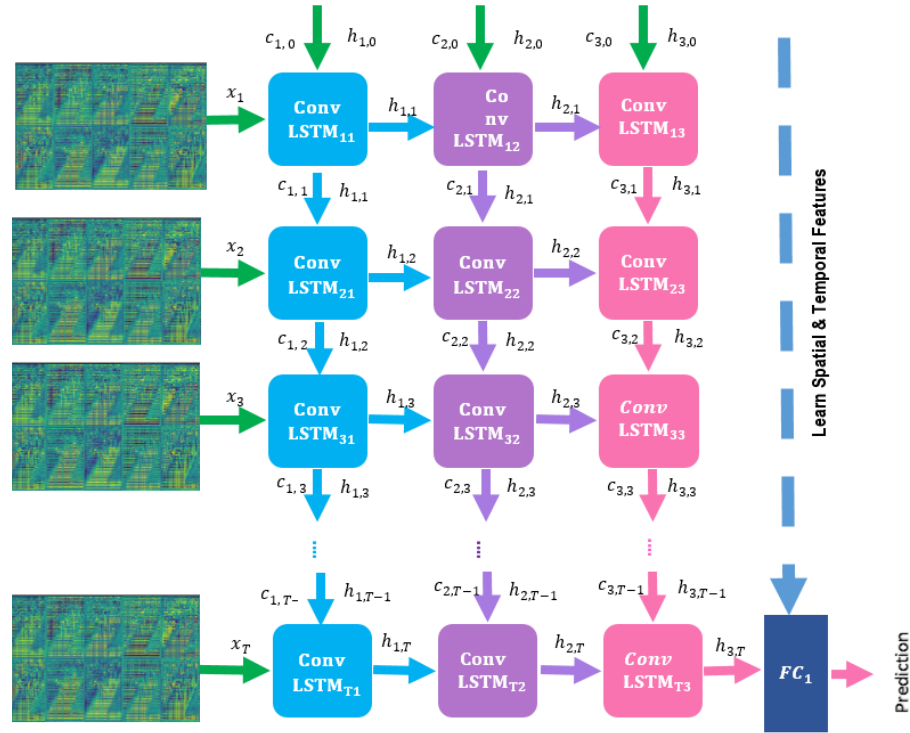 c₁,₀ h₁,₀ c₂,₀ h₂,₀ c₃,₀ h₃,₀
x₁
Conv
LSTM₁₁
h₁,₁
Co
nv
LSTM₁₂
h₂,₁
Conv
LSTM₁₃
c₁,₁ h₁,₁ c₂,₁ h₂,₁ c₃,₁ h₃,₁
x₂
Conv
LSTM₂₁
h₁,₂
Conv
LSTM₂₂
h₂,₂
Conv
LSTM₂₃
c₁,₂ h₁,₂ c₂,₂ h₂,₂ c₃,₂ h₃,₂
x₃
Conv
LSTM₃₁
h₁,₃
Conv
LSTM₃₂
h₂,₃
Conv
LSTM₃₃
c₁,₃ h₁,₃ c₂,₃ h₂,₃ c₃,₃ h₃,₃
c₁,T₋ h₁,T₋₁ c₂,T₋₁ h₂,T₋₁ c₃,T₋₁ h₃,T₋₁
x_T
Conv
LSTM_T1
h₁,T
Conv
LSTM_T2
h₂,T
Conv
LSTM_T3
h₃,T
FC₁
Learn Spatial & Temporal Features
Prediction